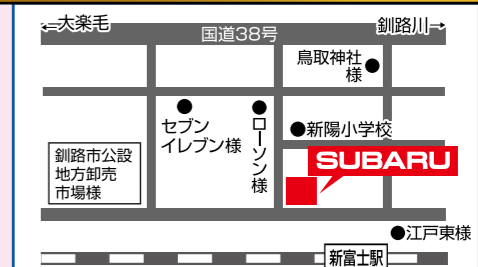 ←大楽毛
国道38号
釧路川→
鳥取神社
様●
●
セブン
イレブン様
●ローソン様
●新陽小学校
釧路市公設
地方卸売
市場様
SUBARU
●江戸東様
新富士駅